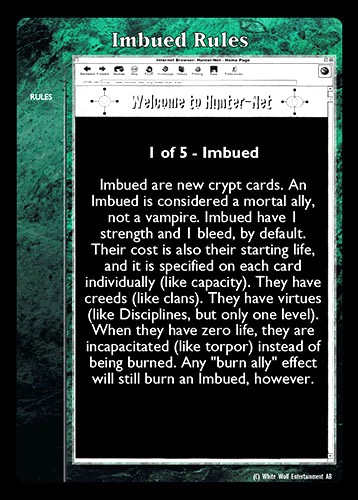 Imbued Rules
RULES
Internet Browser: Hunter-Net - Home Page
Welcome to Hunter-Net
1 of 5 - Imbued
Imbued are new crypt cards. An
Imbued is considered a mortal ally,
not a vampire. Imbued have 1
strength and 1 bleed, by default.
Their cost is also their starting life,
and it is specified on each card
individually (like capacity). They have
creeds (like clans). They have virtues
(like Disciplines, but only one level).
When they have zero life, they are
incapacitated (like torpor) instead of
being burned. Any "burn ally" effect
will still burn an Imbued, however.
(C) White Wolf Entertainment AB